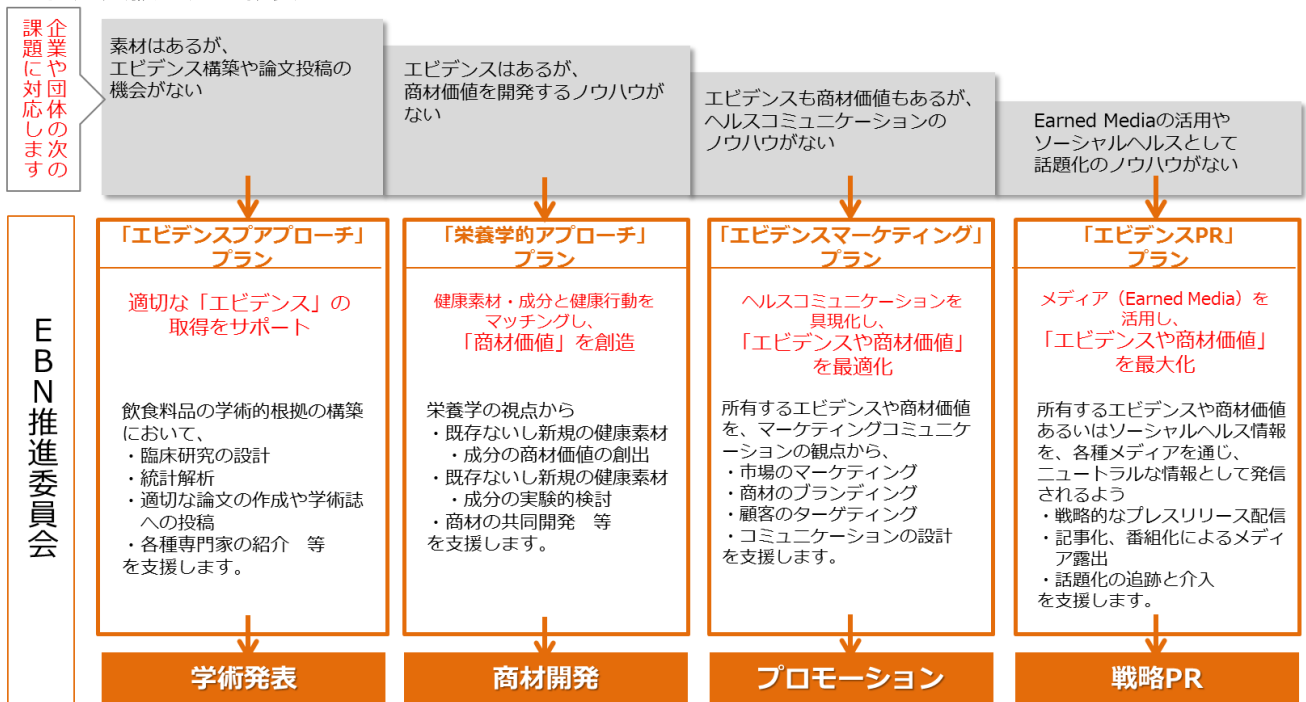 企業や団体の次の
課題に対応します
素材はあるが、
エビデンス構築や論文投稿の
機会がない
エビデンスはあるが、
商材価値を開発するノウハウが
ない
エビデンスも商材価値もあるが、
ヘルスコミュニケーションの
ノウハウがない
Earned Mediaの活用や
ソーシャルヘルスとして
話題化のノウハウがない
EBN推進委員会
「エビデンスプアプローチ」
プラン
適切な「エビデンス」の
取得をサポート
飲食料品の学術的根拠の構築
において、
・臨床研究の設計
・統計解析
・適切な論文の作成や学術誌
への投稿
・各種専門家の紹介　等
を支援します。
学術発表
「栄養学的アプローチ」
プラン
健康素材・成分と健康行動を
マッチングし、
「商材価値」を創造
栄養学の視点から
・既存ないし新規の健康素材
・成分の商材価値の創出
・既存ないし新規の健康素材
・成分の実験的検討
・商材の共同開発　等
を支援します。
商材開発
「エビデンスマーケティング」
プラン
ヘルスコミュニケーションを
具現化し、
「エビデンスや商材価値」
を最適化
所有するエビデンスや商材価値
を、マーケティングコミュニケ
ーションの観点から、
・市場のマーケティング
・商材のブランディング
・顧客のターゲティング
・コミュニケーションの設計
を支援します。
プロモーション
「エビデンスPR」
プラン
メディア（Earned Media）を
活用し、
「エビデンスや商材価値」
を最大化
所有するエビデンスや商材価値
あるいはソーシャルヘルス情報
を、各種メディアを通じ、
ニュートラルな情報として発信
されるよう
・戦略的なプレスリリース配信
・記事化、番組化によるメディ
ア露出
・話題化の追跡と介入
を支援します。
戦略PR